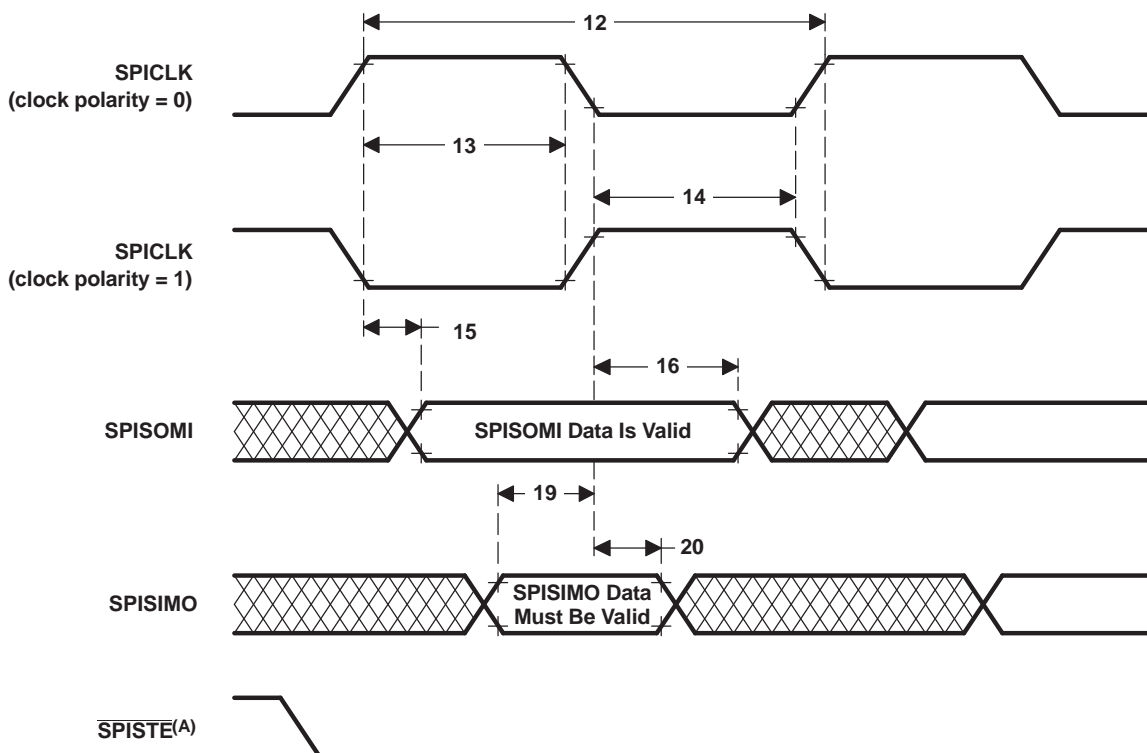 12
SPICLK
(clock polarity = 0)
13
14
SPICLK
(clock polarity = 1)
15
16
SPISOMI
SPISOMI Data Is Valid
19
20
SPISIMO
SPISIMO Data
Must Be Valid
SPISTE(A)